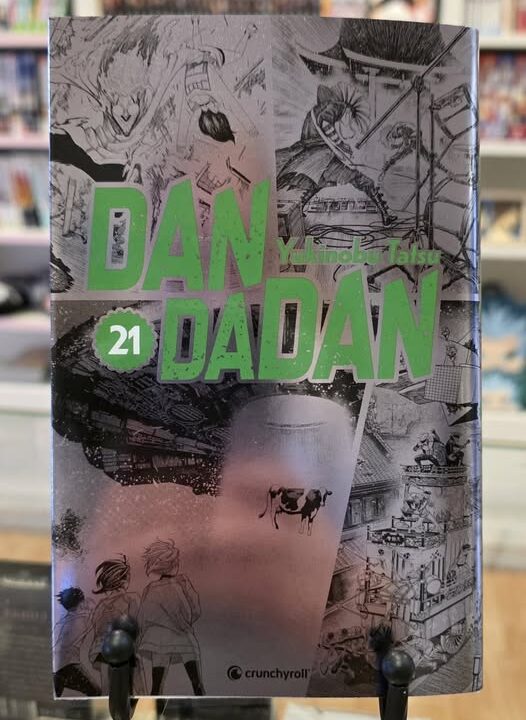 DAN
Yukinobu Tatsu
21
DADAN
crunchyroll